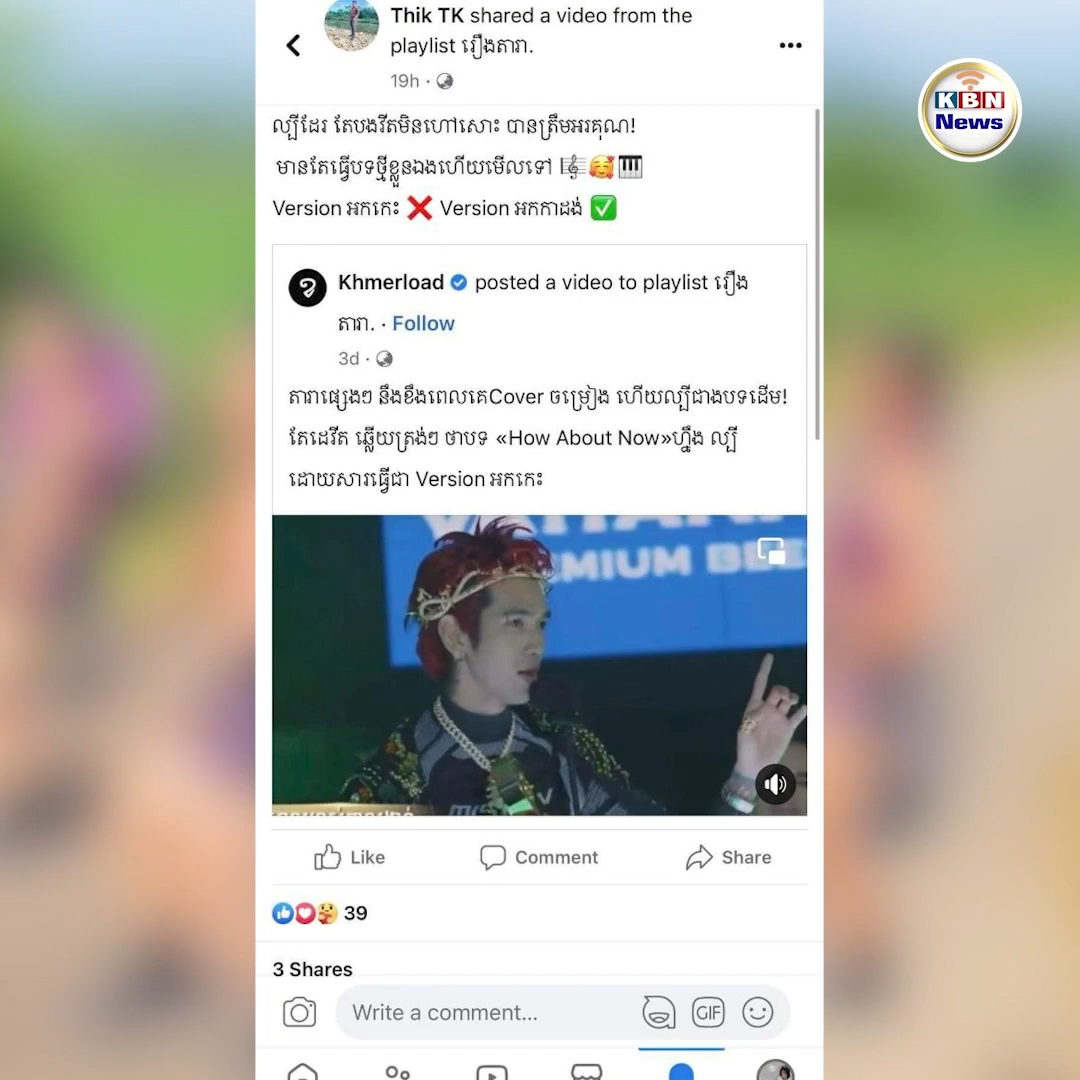 Thik TK shared a video from the
playlist រឿងតារា.
19h ·
KBN
News
ល្បីដែរ តែបងវីតមិនហៅសោះ បានត្រឹមអរគុណ!
មានតែធ្វើបទថ្មីខ្លួនឯងហើយមើលទៅ 🎼🥰🎹
Version អកកេះ ❌ Version អកកាដង់ ✅
Khmerload posted a video to playlist រឿង
តារា. · Follow
3d ·
តារាផ្សេងៗ នឹងខឹងពេលគេCover ចម្រៀង ហើយល្បីជាងបទដើម!
តែដេវីត ឆ្លើយត្រង់ៗ ថាបទ «How About Now»ហ្នឹង ល្បី
ដោយសារធ្វើជា Version អកកេះ
MIUM BEE
Like Comment Share
39
3 Shares
Write a comment...
GIF